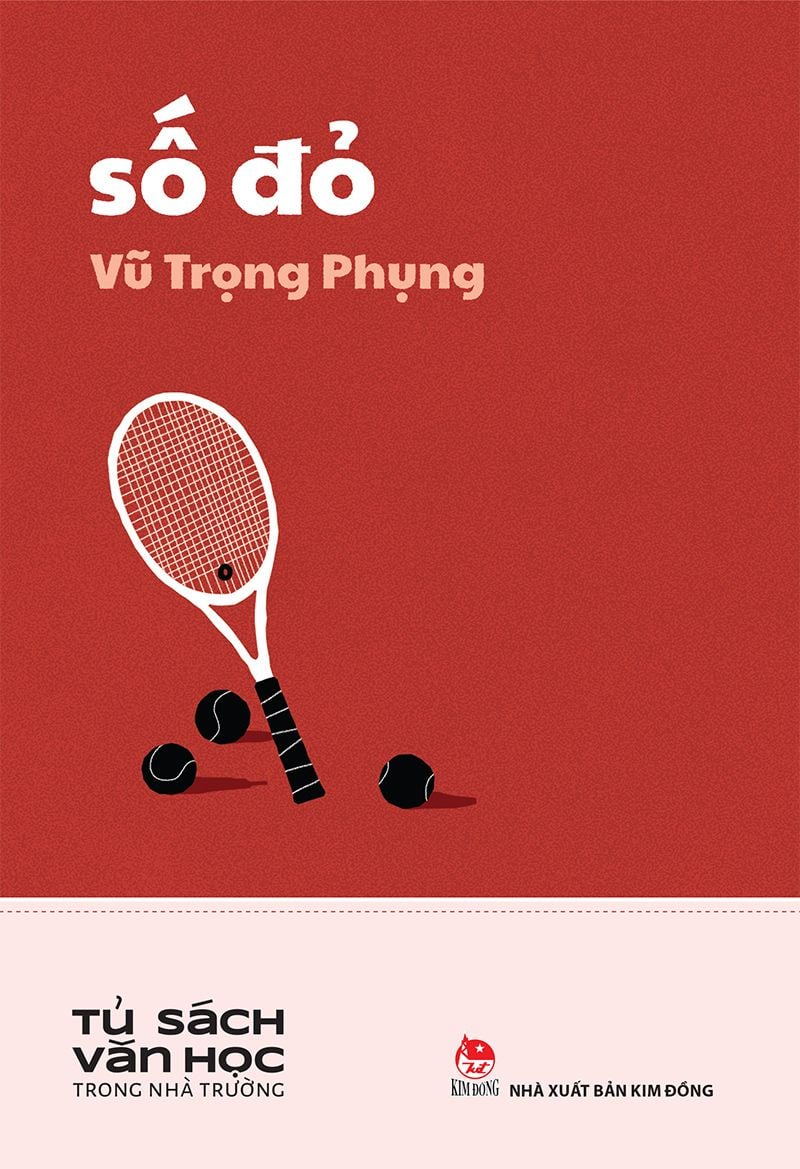 số đỏ
Vũ Trọng Phụng
TỦ SÁCH
VĂN HỌC
TRONG NHÀ TRƯỜNG
KIM ĐỒNG
NHÀ XUẤT BẢN KIM ĐỒNG